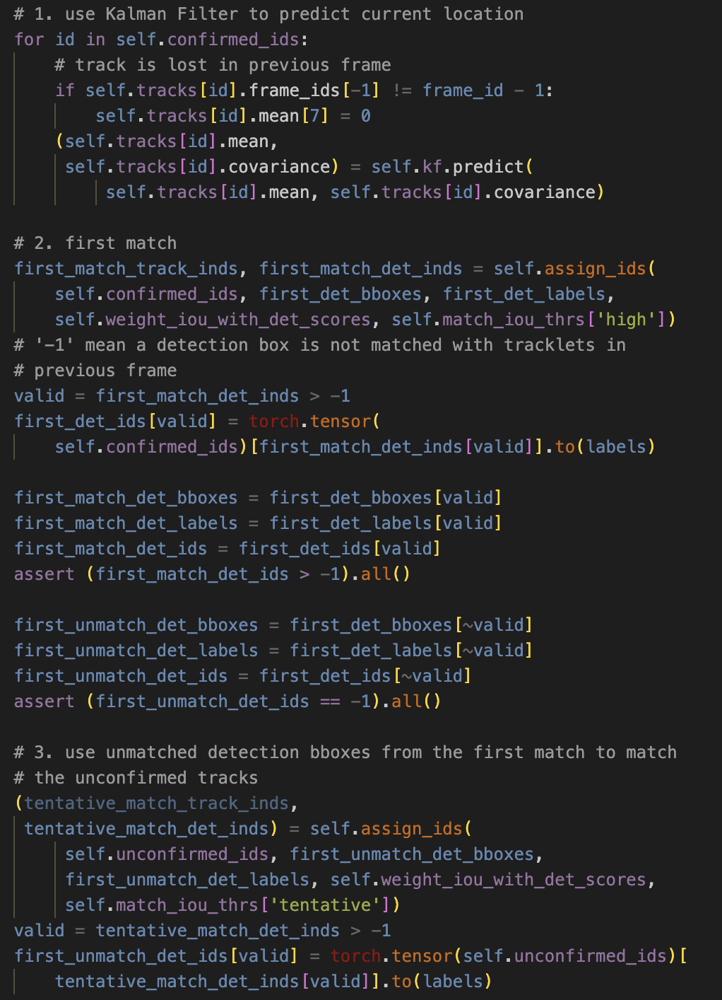 # 1. use Kalman Filter to predict current location
for id in self.confirmed_ids:
    # track is lost in previous frame
    if self.tracks[id].frame_ids[-1] != frame_id - 1:
        self.tracks[id].mean[7] = 0
    (self.tracks[id].mean,
     self.tracks[id].covariance) = self.kf.predict(
         self.tracks[id].mean, self.tracks[id].covariance)

# 2. first match
first_match_track_inds, first_match_det_inds = self.assign_ids(
    self.confirmed_ids, first_det_bboxes, first_det_labels,
    self.weight_iou_with_det_scores, self.match_iou_thrs['high'])
# '-1' mean a detection box is not matched with tracklets in
# previous frame
valid = first_match_det_inds > -1
first_det_ids[valid] = torch.tensor(
    self.confirmed_ids)[first_match_det_inds[valid]].to(labels)

first_match_det_bboxes = first_det_bboxes[valid]
first_match_det_labels = first_det_labels[valid]
first_match_det_ids = first_det_ids[valid]
assert (first_match_det_ids > -1).all()

first_unmatch_det_bboxes = first_det_bboxes[~valid]
first_unmatch_det_labels = first_det_labels[~valid]
first_unmatch_det_ids = first_det_ids[~valid]
assert (first_unmatch_det_ids == -1).all()

# 3. use unmatched detection bboxes from the first match to match
# the unconfirmed tracks
(tentative_match_track_inds,
 tentative_match_det_inds) = self.assign_ids(
     self.unconfirmed_ids, first_unmatch_det_bboxes,
     first_unmatch_det_labels, self.weight_iou_with_det_scores,
     self.match_iou_thrs['tentative'])
valid = tentative_match_det_inds > -1
first_unmatch_det_ids[valid] = torch.tensor(self.unconfirmed_ids)[
    tentative_match_det_inds[valid]].to(labels)